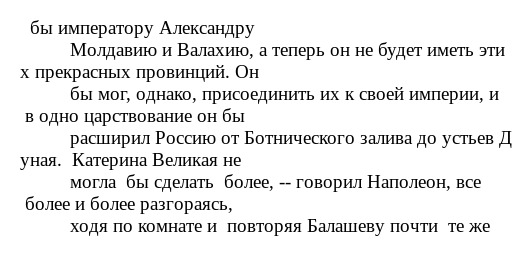 бы императору Александру
Молдавию и Валахию, а теперь он не будет иметь эти
х прекрасных провинций. Он
бы мог, однако, присоединить их к своей империи, и
в одно царствование он бы
расширил Россию от Ботнического залива до устьев Д
уная.  Катерина Великая не
могла  бы сделать  более, -- говорил Наполеон, все
более и более разгораясь,
ходя по комнате и  повторяя Балашеву почти  те же